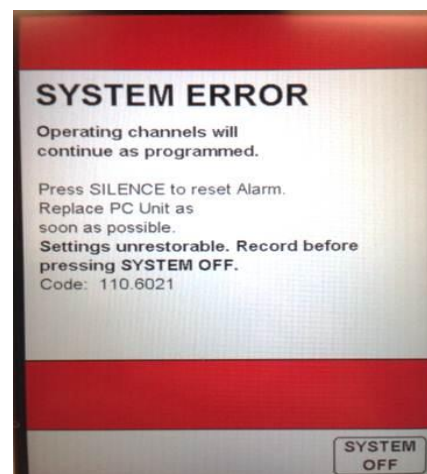 SYSTEM ERROR
Operating channels will
continue as programmed.
Press SILENCE to reset Alarm.
Replace PC Unit as
soon as possible.
Settings unrestorable. Record before
pressing SYSTEM OFF.
Code: 110.6021
SYSTEM
OFF